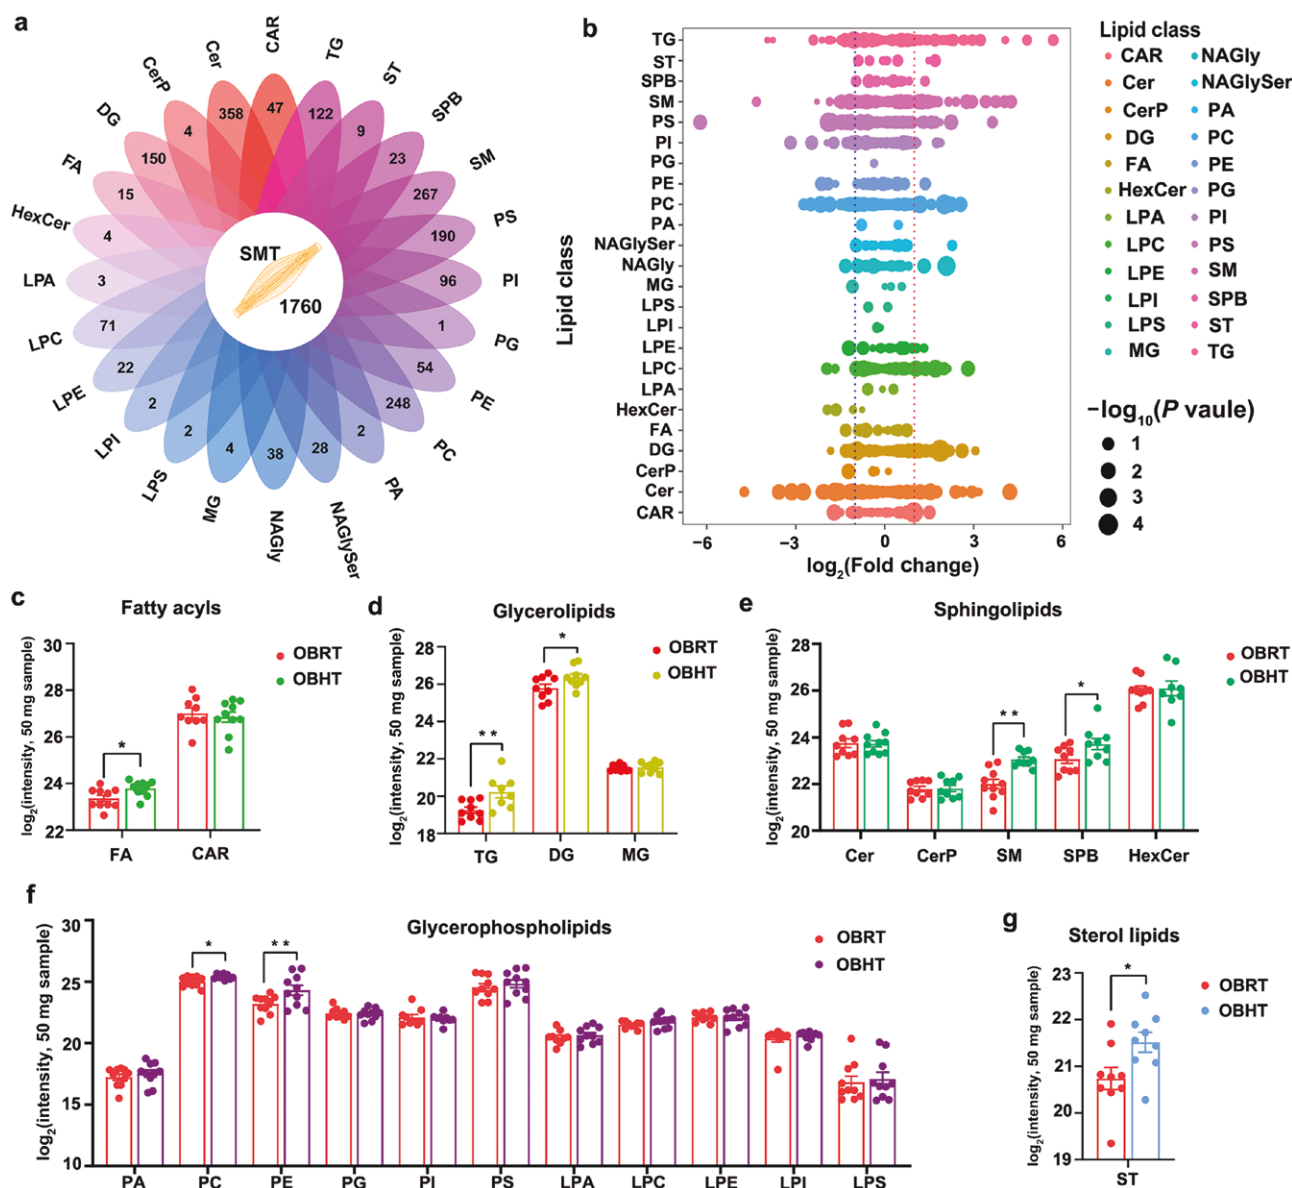 a
CAR
TG
ST
SPB
SM
PS
PI
PG
PE
PC
PA
NAGlySer
NAGly
MG
LPS
LPI
LPE
LPC
LPA
HexCer
FA
DG
CerP
Cer
47
122
9
23
267
190
96
1
54
248
2
28
38
4
2
2
22
71
3
4
15
150
4
358
SMT
1760
b
Lipid class
TG
ST
SPB
SM
PS
PI
PG
PE
PC
PA
NAGlySer
NAGly
MG
LPS
LPI
LPE
LPC
LPA
HexCer
FA
DG
CerP
Cer
CAR
−6 −3 0 3 6
log2(Fold change)
Lipid class
CAR NAGly
Cer NAGlySer
CerP PA
DG PC
FA PE
HexCer PG
LPA PI
LPC PS
LPE SM
LPI SPB
LPS ST
MG TG
−log10(P vaule)
1
2
3
4
c
Fatty acyls
log2(intensity, 50 mg sample)
30
28
26
24
22
*
FA CAR
OBRT
OBHT
d
Glycerolipids
log2(intensity, 50 mg sample)
28
26
24
22
20
18
**
*
TG DG MG
OBRT
OBHT
e
Sphingolipids
log2(intensity, 50 mg sample)
28
26
24
22
20
**
*
Cer CerP SM SPB HexCer
OBRT
OBHT
f
Glycerophospholipids
log2(intensity, 50 mg sample)
30
25
20
15
10
*
**
PA PC PE PG PI PS LPA LPC LPE LPI LPS
OBRT
OBHT
g
Sterol lipids
log2(intensity, 50 mg sample)
23
22
21
20
19
*
ST
OBRT
OBHT